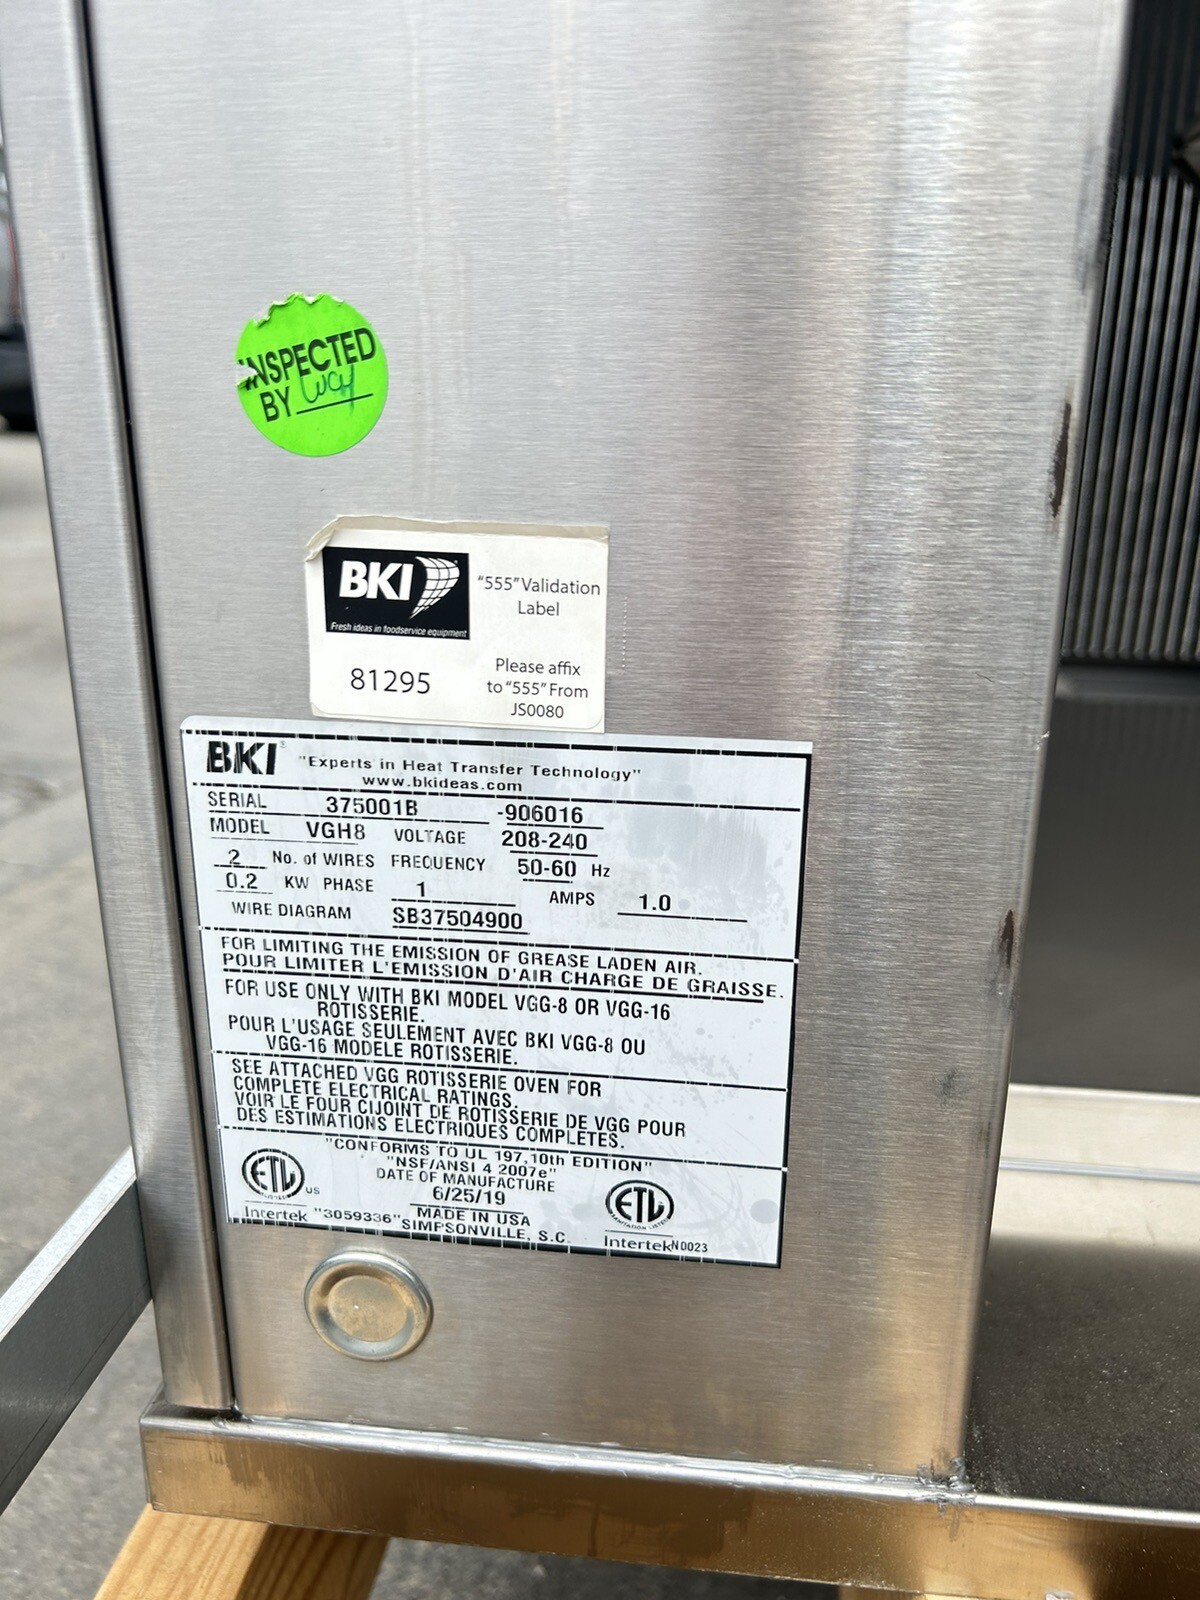 INSPECTED
BY
BKI
Fresh ideas in foodservice equipment
"555" Validation
Label
81295
Please affix
to "555" From
JS0080
BKI® "Experts in Heat Transfer Technology"
www.bkideas.com
SERIAL 375001B -906016
MODEL VGH8 VOLTAGE 208-240
2 No. of WIRES FREQUENCY 50-60 Hz
0.2 KW PHASE 1 AMPS 1.0
WIRE DIAGRAM SB37504900
FOR LIMITING THE EMISSION OF GREASE LADEN AIR.
POUR LIMITER L'EMISSION D'AIR CHARGE DE GRAISSE.
FOR USE ONLY WITH BKI MODEL VGG-8 OR VGG-16
ROTISSERIE.
POUR L'USAGE SEULEMENT AVEC BKI VGG-8 OU
VGG-16 MODELE ROTISSERIE.
SEE ATTACHED VGG ROTISSERIE OVEN FOR
COMPLETE ELECTRICAL RATINGS.
VOIR LE FOUR CIJOINT DE ROTISSERIE DE VGG POUR
DES ESTIMATIONS ELECTRIQUES COMPLETES.
"CONFORMS TO UL 197,10th EDITION"
"NSF/ANSI 4 2007e"
DATE OF MANUFACTURE
6/25/19
MADE IN USA
SIMPSONVILLE, S.C.
ETL LISTED US
Intertek "3059336"
ETL SANITATION LISTED
Intertek N0023